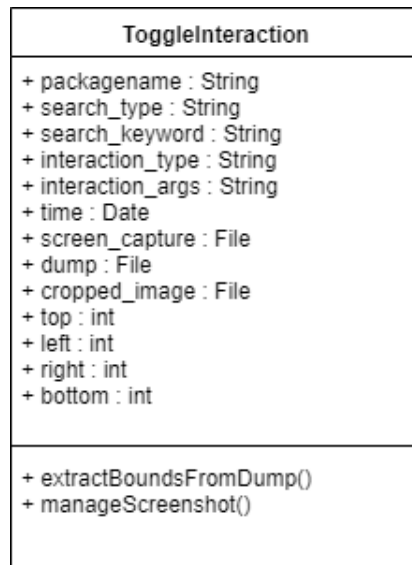 ToggleInteraction
+ packagename : String
+ search_type : String
+ search_keyword : String
+ interaction_type : String
+ interaction_args : String
+ time : Date
+ screen_capture : File
+ dump : File
+ cropped_image : File
+ top : int
+ left : int
+ right : int
+ bottom : int
+ extractBoundsFromDump()
+ manageScreenshot()